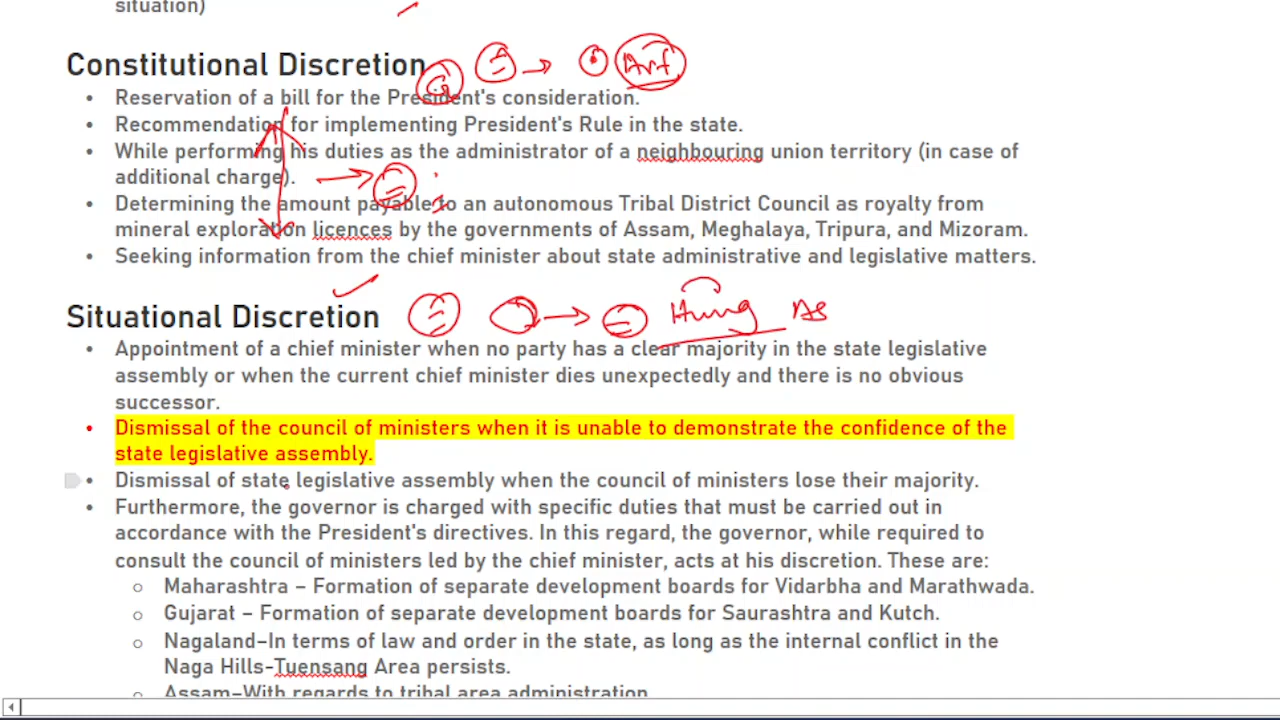 situation)
Constitutional Discretion
• Reservation of a bill for the President's consideration.
• Recommendation for implementing President's Rule in the state.
• While performing his duties as the administrator of a neighbouring union territory (in case of
additional charge).
• Determining the amount payable to an autonomous Tribal District Council as royalty from
mineral exploration licences by the governments of Assam, Meghalaya, Tripura, and Mizoram.
• Seeking information from the chief minister about state administrative and legislative matters.
Situational Discretion
Hung As
• Appointment of a chief minister when no party has a clear majority in the state legislative
assembly or when the current chief minister dies unexpectedly and there is no obvious
successor.
• Dismissal of the council of ministers when it is unable to demonstrate the confidence of the
state legislative assembly.
• Dismissal of state legislative assembly when the council of ministers lose their majority.
• Furthermore, the governor is charged with specific duties that must be carried out in
accordance with the President's directives. In this regard, the governor, while required to
consult the council of ministers led by the chief minister, acts at his discretion. These are:
○ Maharashtra – Formation of separate development boards for Vidarbha and Marathwada.
○ Gujarat – Formation of separate development boards for Saurashtra and Kutch.
○ Nagaland–In terms of law and order in the state, as long as the internal conflict in the
Naga Hills-Tuensang Area persists.
○ Assam–With regards to tribal area administration